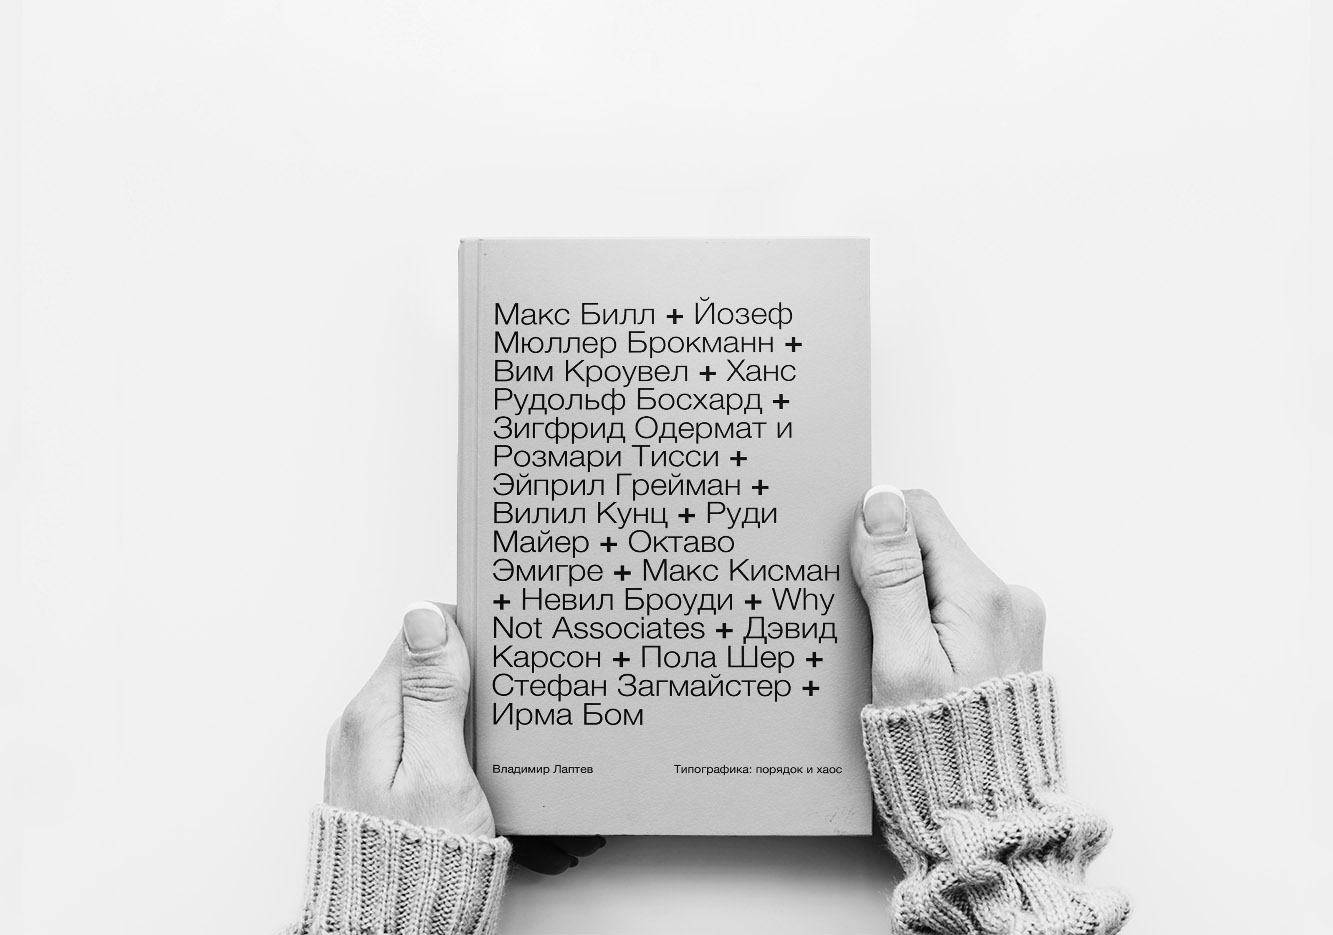 Макс Билл + Йозеф
Мюллер Брокманн +
Вим Кроувел + Ханс
Рудольф Босхард +
Зигфрид Одермат и
Розмари Тисси +
Эйприл Грейман +
Вилил Кунц + Руди
Майер + Октаво
Эмигре + Макс Кисман
+ Невил Броуди + Why
Not Associates + Дэвид
Карсон + Пола Шер +
Стефан Загмайстер +
Ирма Бом
Владимир Лаптев Типографика: порядок и хаос